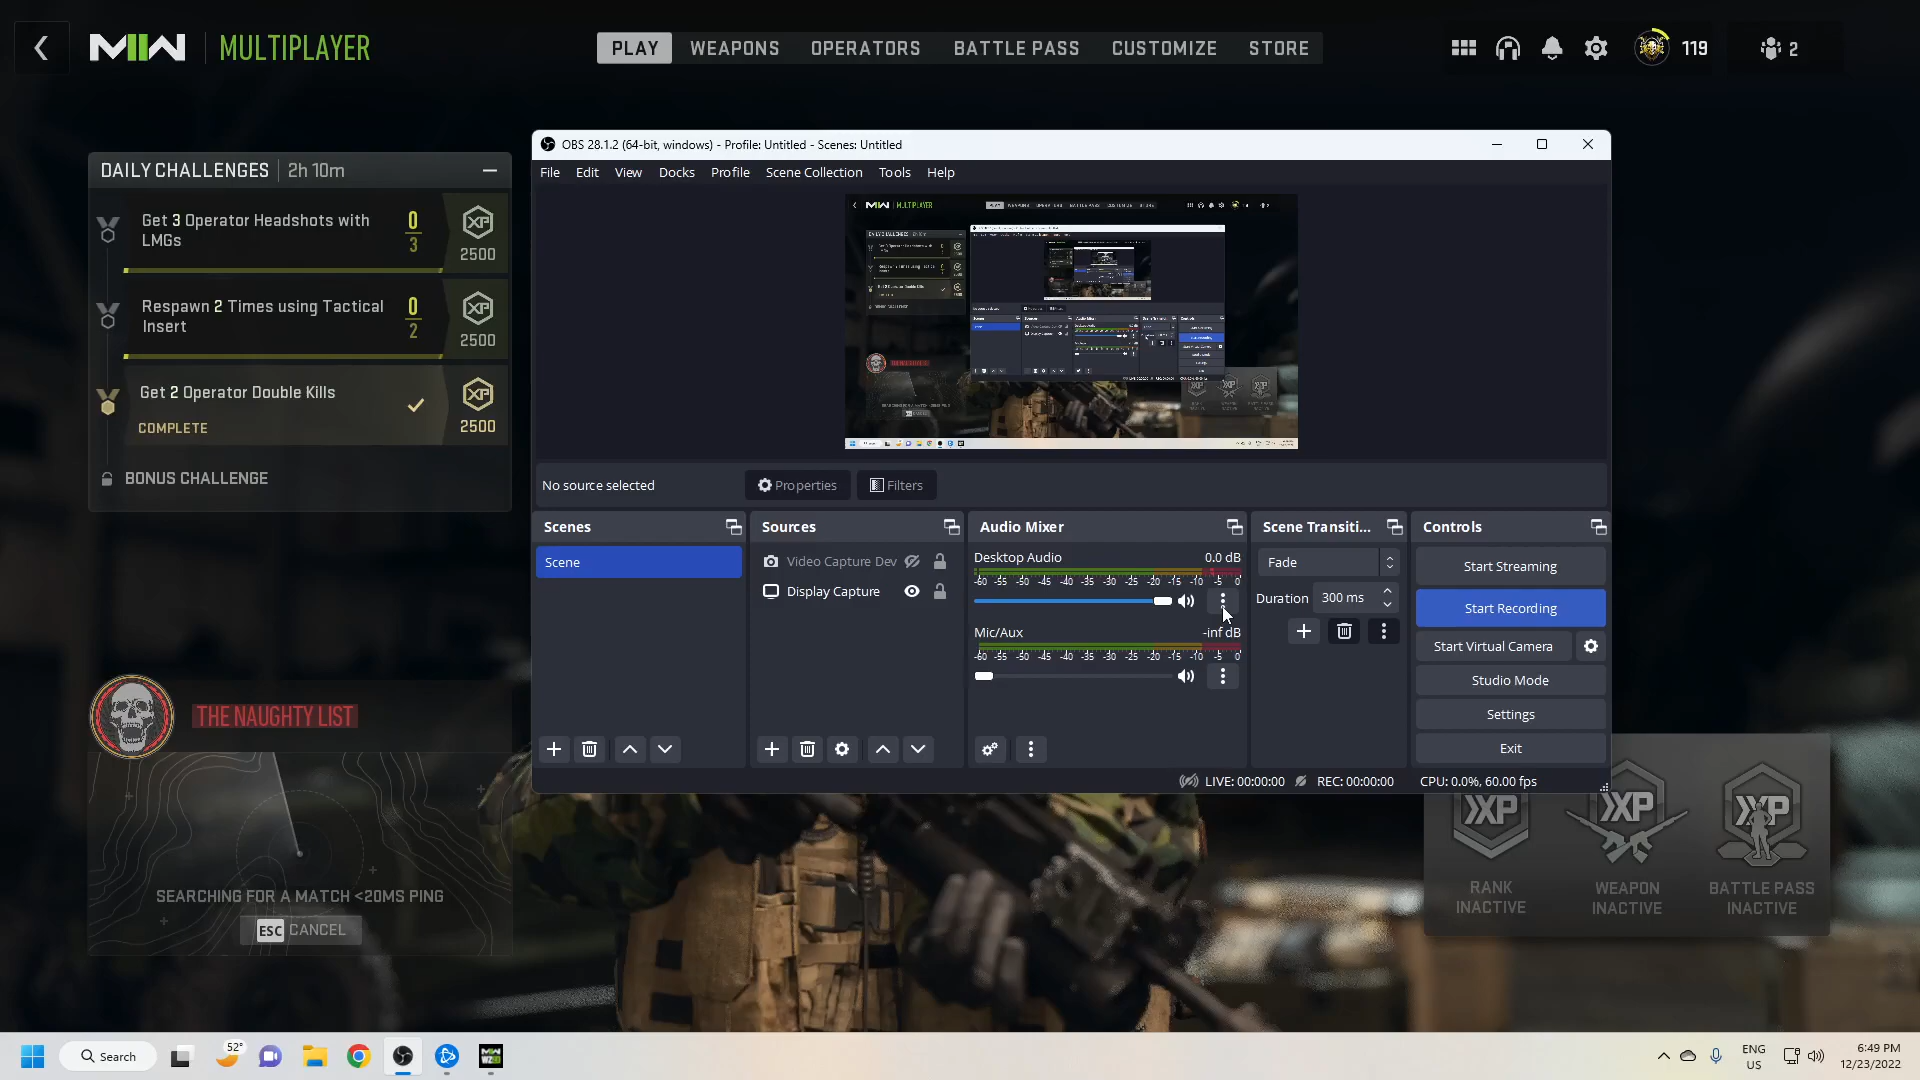 MWII MULTIPLAYER
PLAY WEAPONS OPERATORS BATTLE PASS CUSTOMIZE STORE
119 2
DAILY CHALLENGES 2h 10m
Get 3 Operator Headshots with
LMGs
0
3
XP
2500
Respawn 2 Times using Tactical
Insert
0
2
XP
2500
Get 2 Operator Double Kills
COMPLETE
XP
2500
BONUS CHALLENGE
THE NAUGHTY LIST
SEARCHING FOR A MATCH <20MS PING
ESC CANCEL
OBS 28.1.2 (64-bit, windows) - Profile: Untitled - Scenes: Untitled
File Edit View Docks Profile Scene Collection Tools Help
No source selected Properties Filters
Scenes
Scene
Sources
Video Capture Dev
Display Capture
Audio Mixer
Desktop Audio 0.0 dB
-60 -55 -50 -45 -40 -35 -30 -25 -20 -15 -10 -5 0
Mic/Aux -inf dB
-60 -55 -50 -45 -40 -35 -30 -25 -20 -15 -10 -5 0
Scene Transiti...
Fade
Duration 300 ms
Controls
Start Streaming
Start Recording
Start Virtual Camera
Studio Mode
Settings
Exit
LIVE: 00:00:00 REC: 00:00:00 CPU: 0.0%, 60.00 fps
XP XP XP
RANK
INACTIVE
WEAPON
INACTIVE
BATTLE PASS
INACTIVE
Search
52°
ENG
US
6:49 PM
12/23/2022